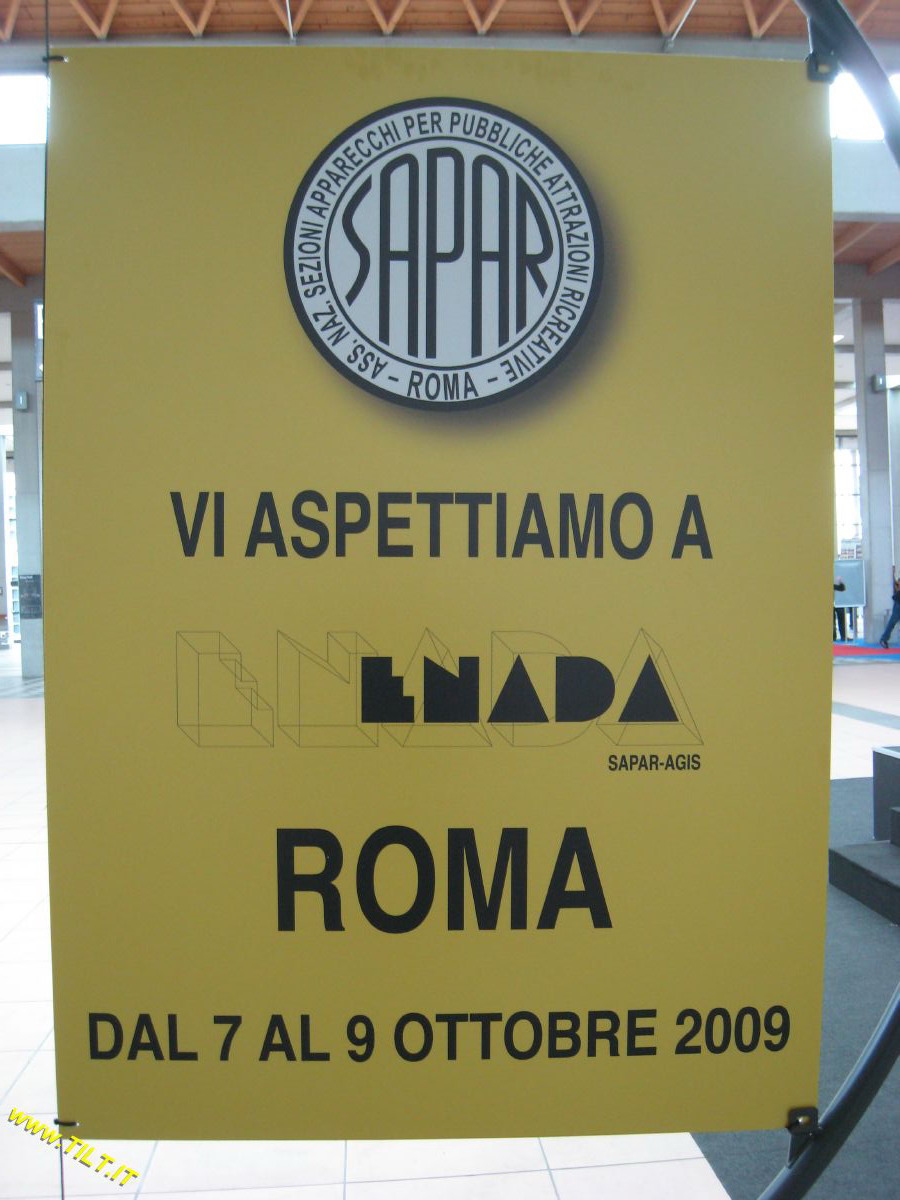 ASS. NAZ. SEZIONI APPARECCHI PER PUBBLICHE ATTRAZIONI RICREATIVE
SAPAR
– ROMA –
VI ASPETTIAMO A
ENADA
ENADA
SAPAR-AGIS
ROMA
DAL 7 AL 9 OTTOBRE 2009
www.TILT.IT